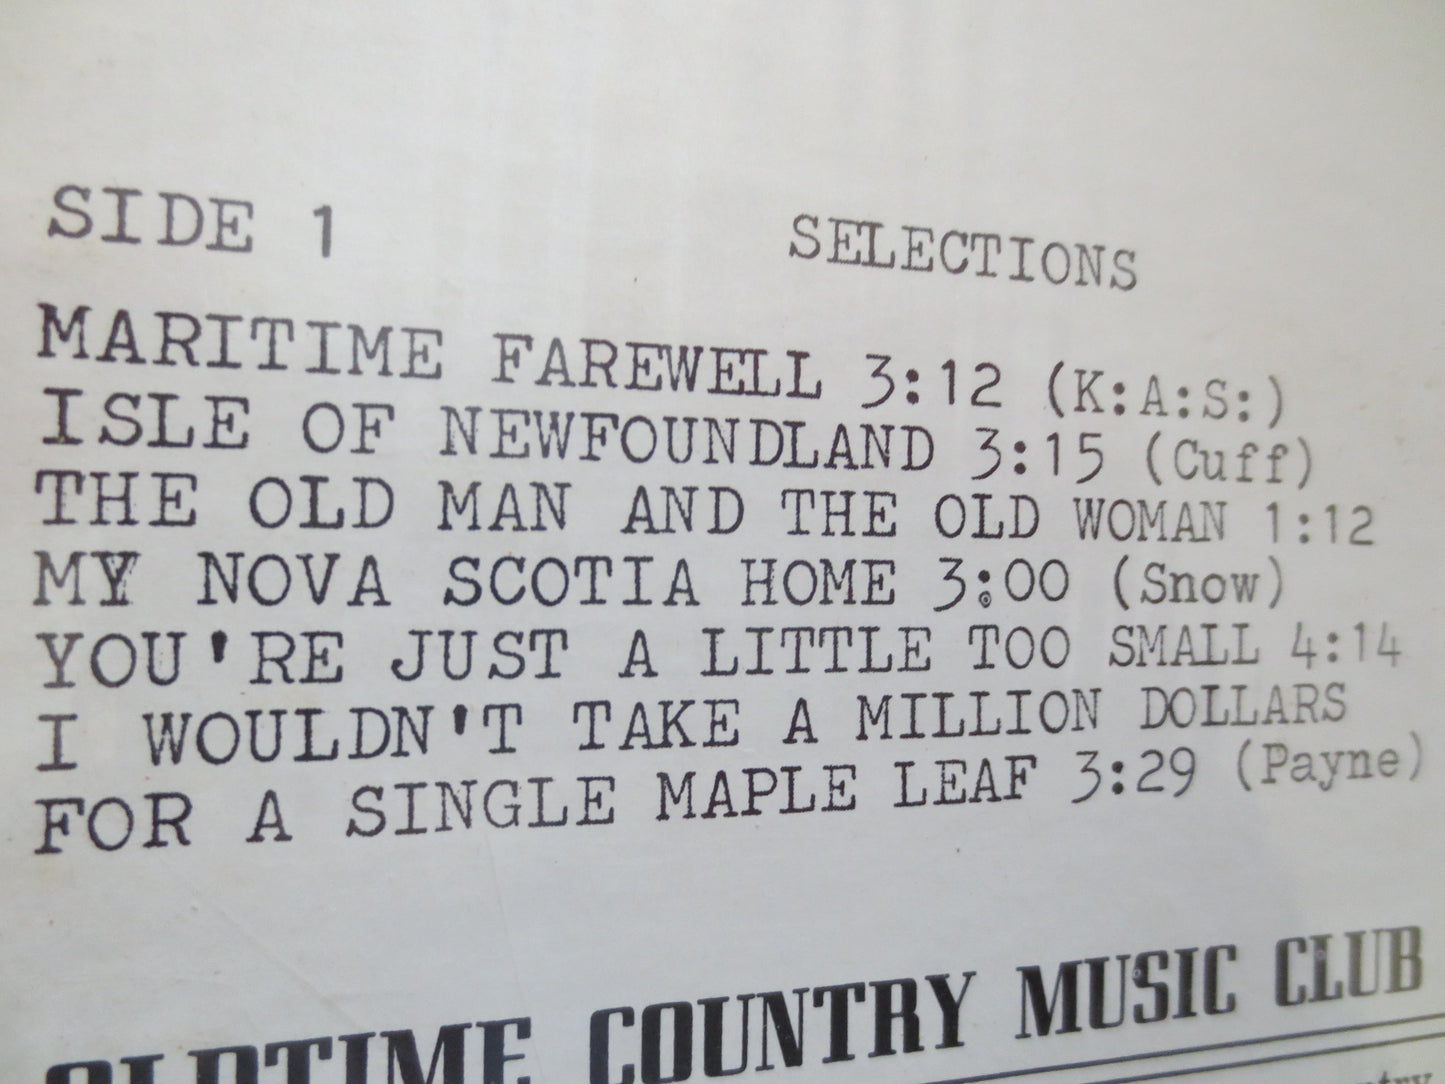 SIDE 1
SELECTIONS
MARITIME FAREWELL 3:12 (K:A:S:)
ISLE OF NEWFOUNDLAND 3:15 (Cuff)
THE OLD MAN AND THE OLD WOMAN 1:12
MY NOVA SCOTIA HOME 3:00 (Snow)
YOU'RE JUST A LITTLE TOO SMALL 4:14
I WOULDN'T TAKE A MILLION DOLLARS
FOR A SINGLE MAPLE LEAF 3:29 (Payne)
OLDTIME COUNTRY MUSIC CLUB